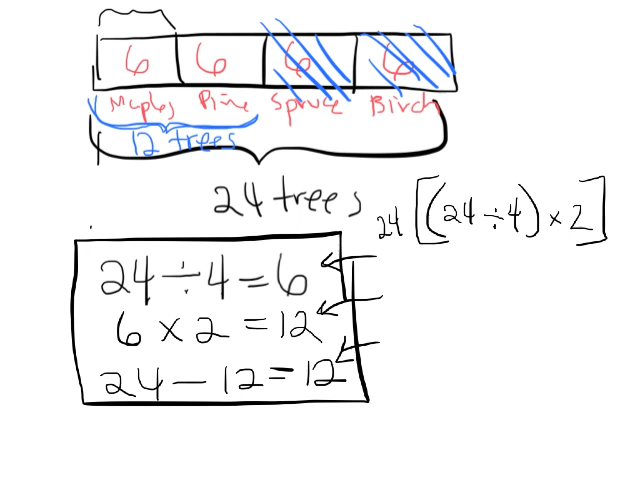 6 6 6 6
Maples Pine Spruce Birch
12 trees
24 trees
24 [(24 ÷ 4) × 2]
24 ÷ 4 = 6
6 × 2 = 12
24 − 12 = 12